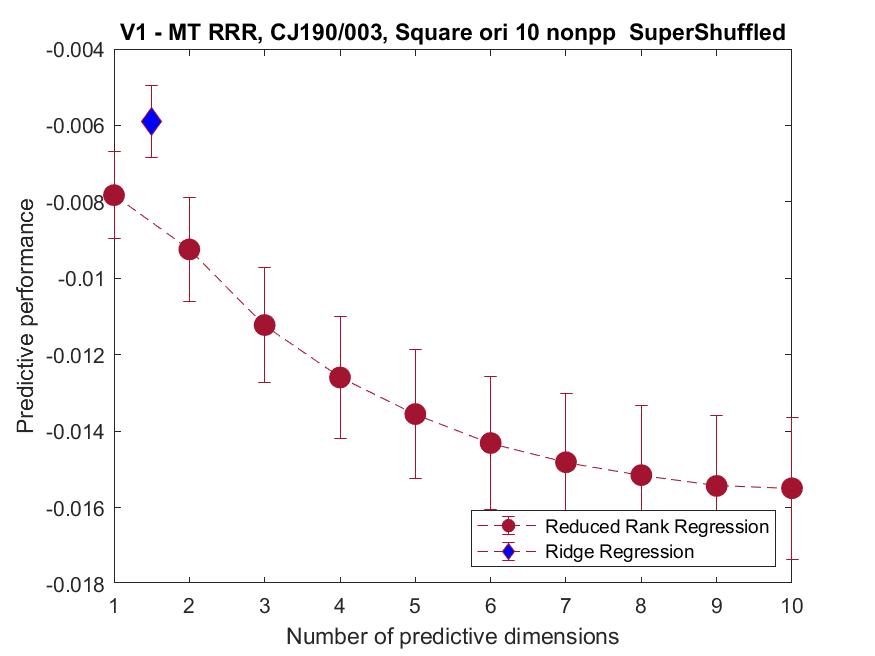 V1 - MT RRR, CJ190/003, Square ori 10 nonpp  SuperShuffled
-0.004
-0.006
-0.008
-0.01
-0.012
-0.014
-0.016
-0.018
Predictive performance
Reduced Rank Regression
Ridge Regression
1 2 3 4 5 6 7 8 9 10
Number of predictive dimensions